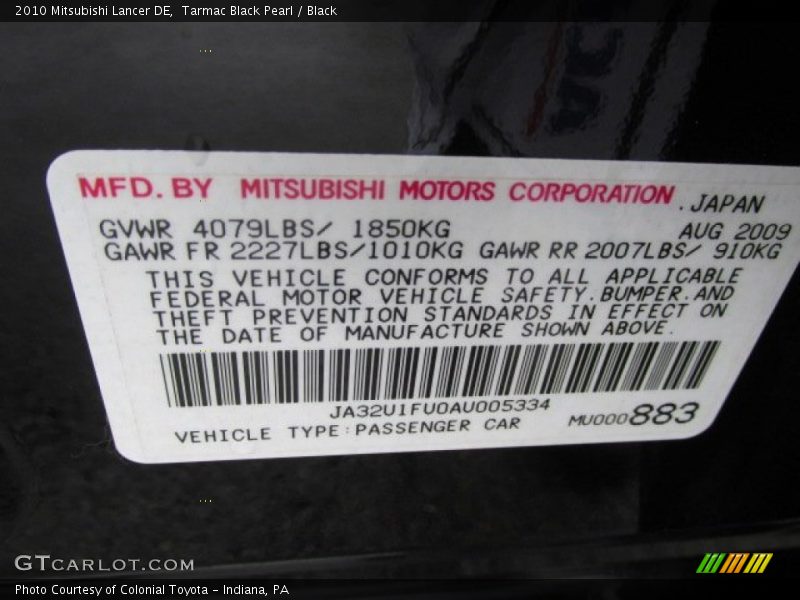 2010 Mitsubishi Lancer DE,  Tarmac Black Pearl / Black
MFD. BY MITSUBISHI MOTORS CORPORATION . JAPAN
GVWR 4079LBS/ 1850KG AUG 2009
GAWR FR 2227LBS/1010KG GAWR RR 2007LBS/ 910KG
THIS VEHICLE CONFORMS TO ALL APPLICABLE
FEDERAL MOTOR VEHICLE SAFETY.BUMPER.AND
THEFT PREVENTION STANDARDS IN EFFECT ON
THE DATE OF MANUFACTURE SHOWN ABOVE.
JA32U1FU0AU005334
VEHICLE TYPE:PASSENGER CAR MU000883
GTCARLOT.COM
Photo Courtesy of Colonial Toyota - Indiana, PA